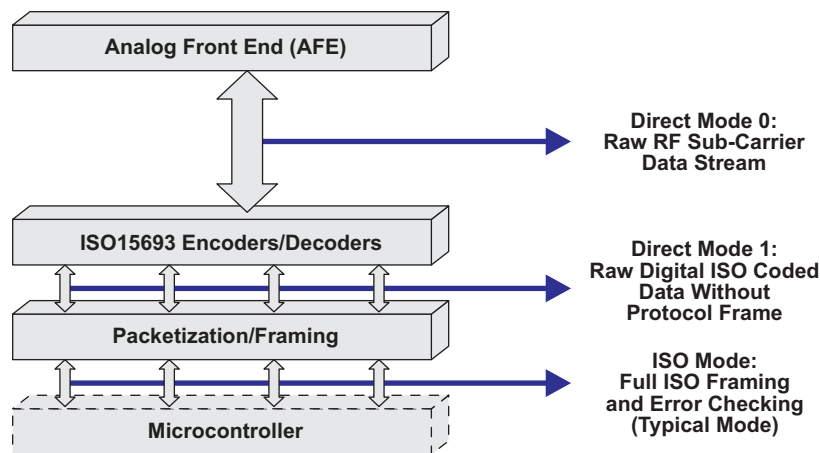 Analog Front End (AFE)
Direct Mode 0:
Raw RF Sub-Carrier
Data Stream
ISO15693 Encoders/Decoders
Direct Mode 1:
Raw Digital ISO Coded
Data Without
Protocol Frame
Packetization/Framing
ISO Mode:
Full ISO Framing
and Error Checking
(Typical Mode)
Microcontroller